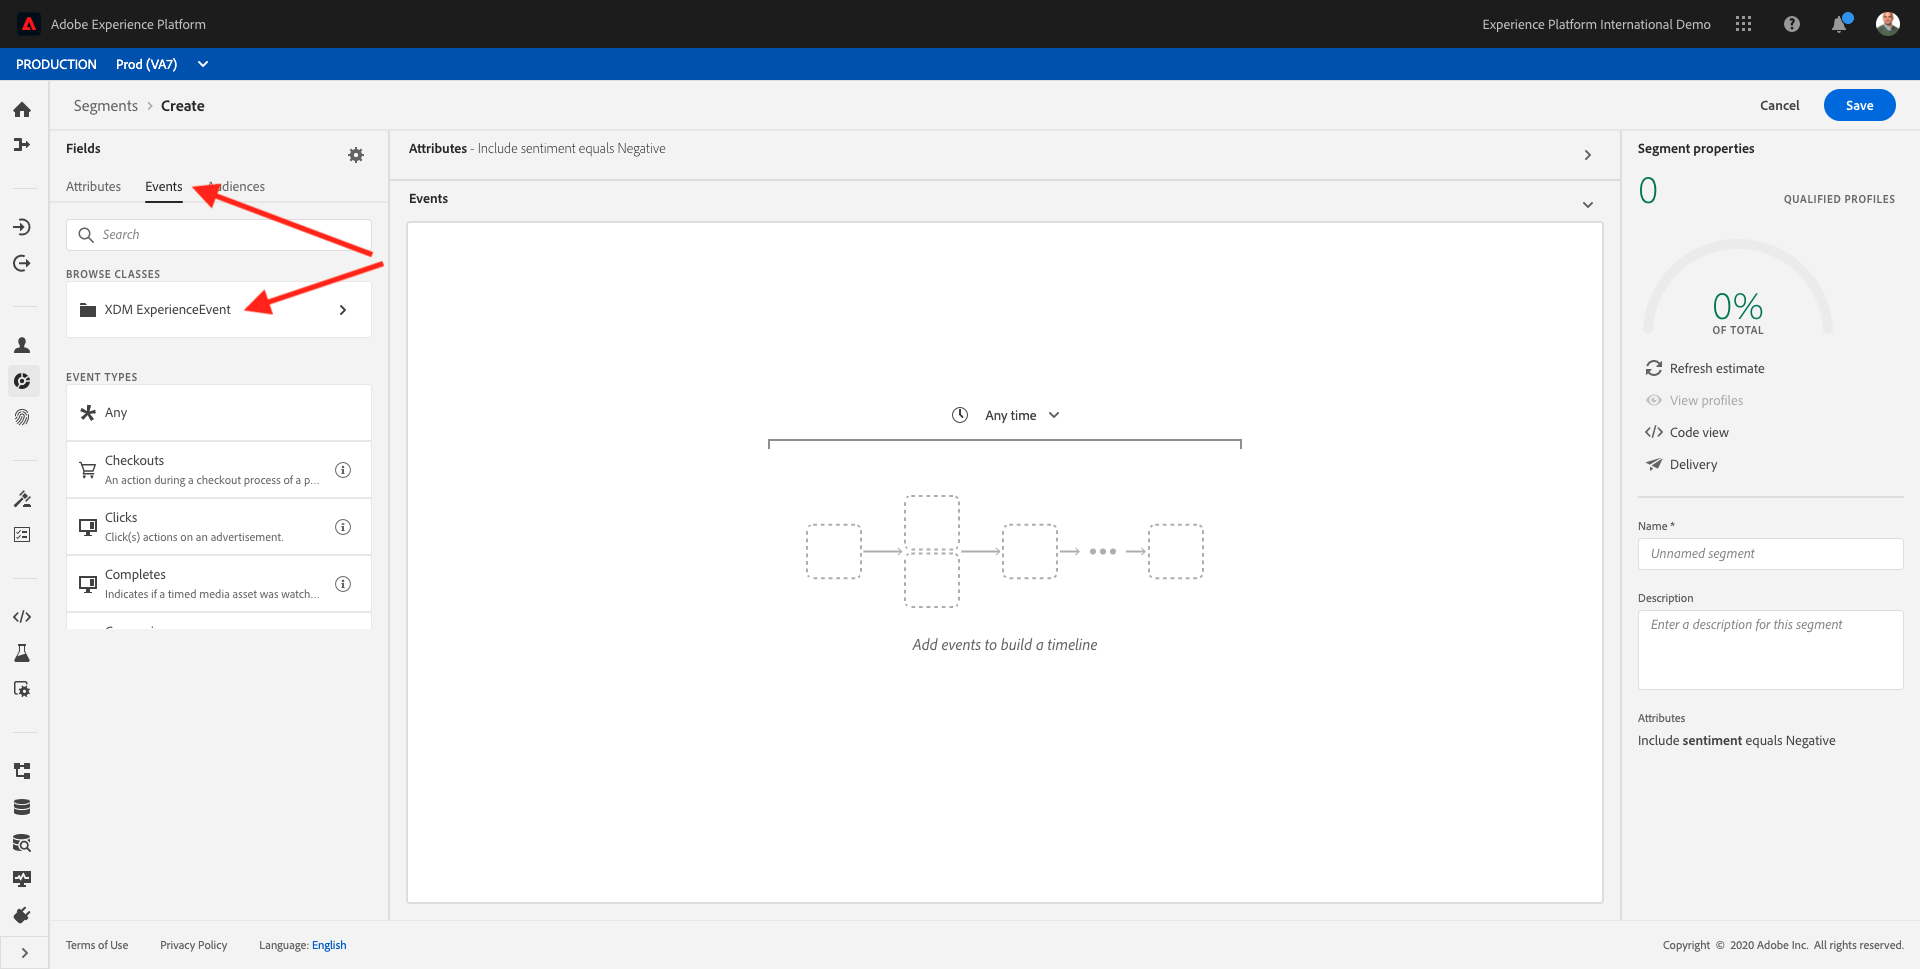 Adobe Experience Platform
Experience Platform International Demo
PRODUCTION Prod (VA7)
Segments > Create
Cancel
Save
Fields
Attributes
Events
Audiences
Search
BROWSE CLASSES
XDM ExperienceEvent
EVENT TYPES
Any
Checkouts
An action during a checkout process of a p...
Clicks
Click(s) actions on an advertisement.
Completes
Indicates if a timed media asset was watch...
Attributes - Include sentiment equals Negative
Events
Any time
Add events to build a timeline
Segment properties
0
QUALIFIED PROFILES
0%
OF TOTAL
Refresh estimate
View profiles
Code view
Delivery
Name *
Unnamed segment
Description
Enter a description for this segment
Attributes
Include sentiment equals Negative
Terms of Use
Privacy Policy
Language: English
Copyright © 2020 Adobe Inc. All rights reserved.